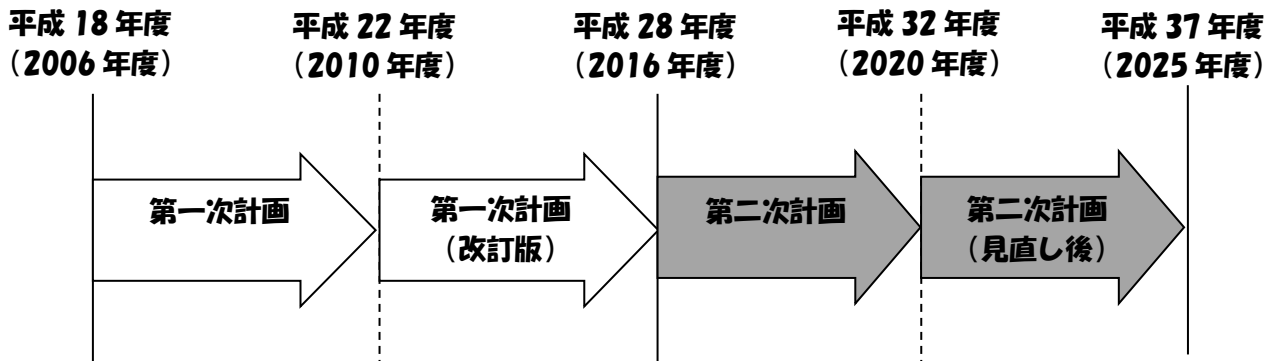 平成 18 年度 平成 22 年度 平成 28 年度 平成 32 年度 平成 37 年度
（2006 年度） （2010 年度） （2016 年度） （2020 年度） （2025 年度）
第一次計画 第一次計画 第二次計画 第二次計画
（改訂版） （見直し後）